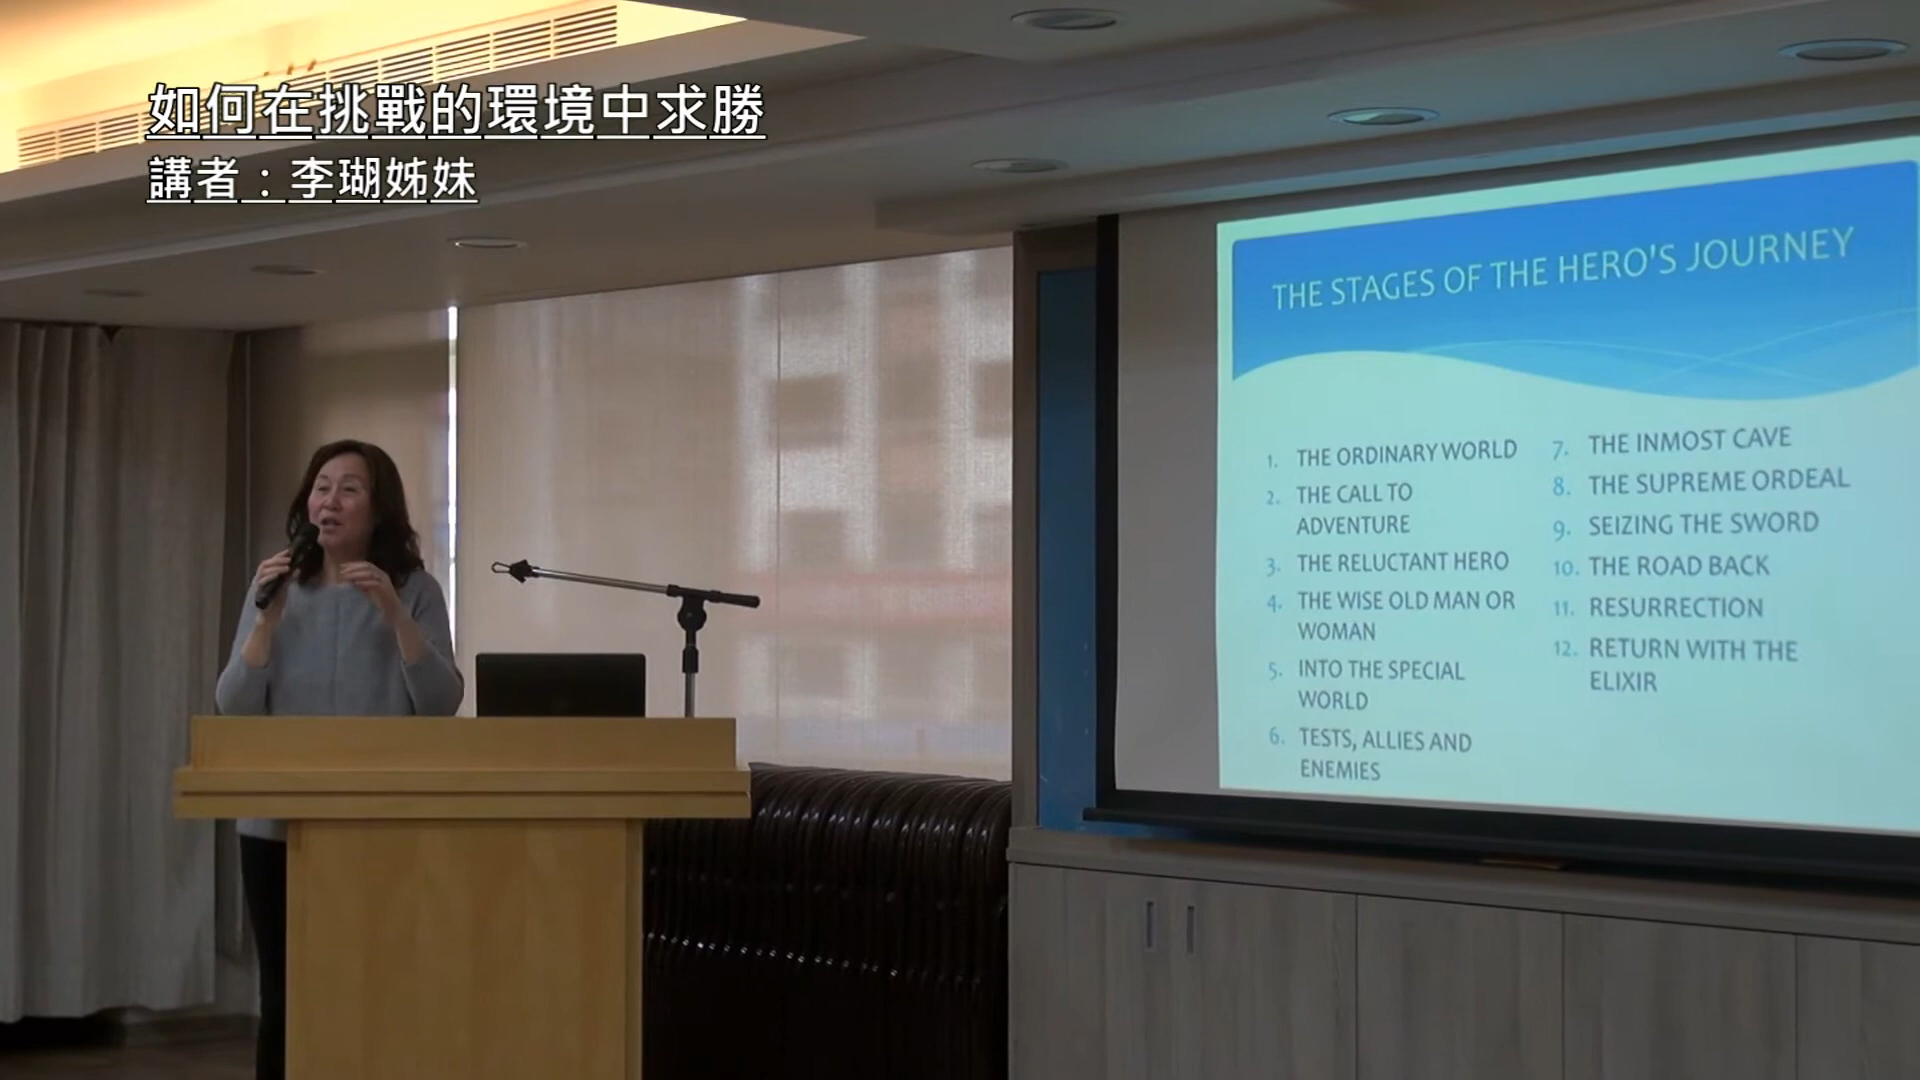 如何在挑戰的環境中求勝
講者：李瑚姊妹
THE STAGES OF THE HERO'S JOURNEY
1. THE ORDINARY WORLD
2. THE CALL TO
ADVENTURE
3. THE RELUCTANT HERO
4. THE WISE OLD MAN OR
WOMAN
5. INTO THE SPECIAL
WORLD
6. TESTS, ALLIES AND
ENEMIES
7. THE INMOST CAVE
8. THE SUPREME ORDEAL
9. SEIZING THE SWORD
10. THE ROAD BACK
11. RESURRECTION
12. RETURN WITH THE
ELIXIR